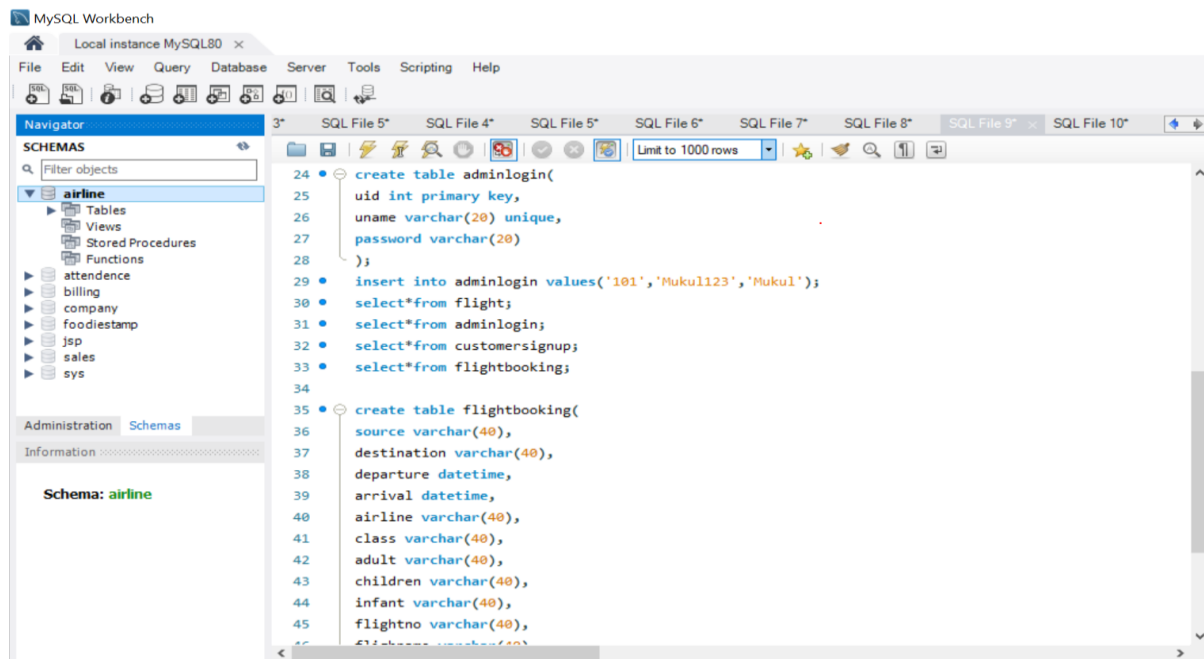 MySQL Workbench
Local instance MySQL80 ×
File Edit View Query Database Server Tools Scripting Help
Navigator
SCHEMAS
Filter objects
airline
Tables
Views
Stored Procedures
Functions
attendence
billing
company
foodiestamp
jsp
sales
sys
Administration Schemas
Information
Schema: airline
3* SQL File 5* SQL File 4* SQL File 5* SQL File 6* SQL File 7* SQL File 8* SQL File 9* × SQL File 10*
Limit to 1000 rows
24 create table adminlogin(
25 uid int primary key,
26 uname varchar(20) unique,
27 password varchar(20)
28 );
29 insert into adminlogin values('101','Mukul123','Mukul');
30 select*from flight;
31 select*from adminlogin;
32 select*from customersignup;
33 select*from flightbooking;
34
35 create table flightbooking(
36 source varchar(40),
37 destination varchar(40),
38 departure datetime,
39 arrival datetime,
40 airline varchar(40),
41 class varchar(40),
42 adult varchar(40),
43 children varchar(40),
44 infant varchar(40),
45 flightno varchar(40),